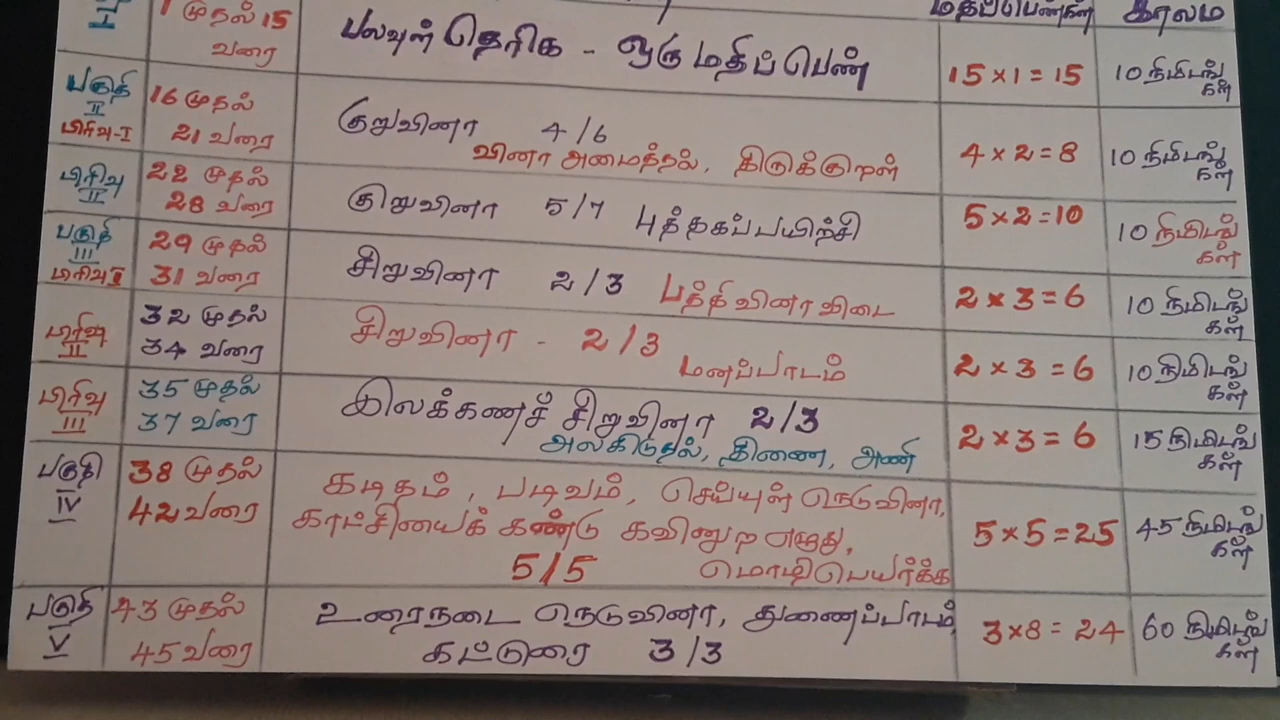 மதிப்பெண்கள் காலம்
I 1 முதல் 15 வரை பலவுள் தெரிக - ஒரு மதிப்பெண் 15 x 1 = 15 10 நிமிடங்கள்
பகுதி II பிரிவு-I 16 முதல் 21 வரை குறுவினா 4/6 வினா அமைத்தல், திருக்குறள் 4 x 2 = 8 10 நிமிடங்கள்
பிரிவு II 22 முதல் 28 வரை குறுவினா 5/7 புத்தகப்பயிற்சி 5 x 2 = 10 10 நிமிடங்கள்
பகுதி III பிரிவு I 29 முதல் 31 வரை சிறுவினா 2/3 பத்தி வினா விடை 2 x 3 = 6 10 நிமிடங்கள்
பிரிவு II 32 முதல் 34 வரை சிறுவினா - 2/3 மனப்பாடம் 2 x 3 = 6 10 நிமிடங்கள்
பிரிவு III 35 முதல் 37 வரை இலக்கணச் சிறுவினா 2/3 அலகிடுதல், திணை, அணி 2 x 3 = 6 15 நிமிடங்கள்
பகுதி IV 38 முதல் 42 வரை கடிதம், படிவம், செய்யுள் நெடுவினா, காட்சியைக் கண்டு கவினுற எழுது, 5/5 மொழிபெயர்க்க 5 x 5 = 25 45 நிமிடங்கள்
பகுதி V 43 முதல் 45 வரை உரைநடை நெடுவினா, துணைப்பாடம், கட்டுரை 3/3 3 x 8 = 24 60 நிமிடங்கள்